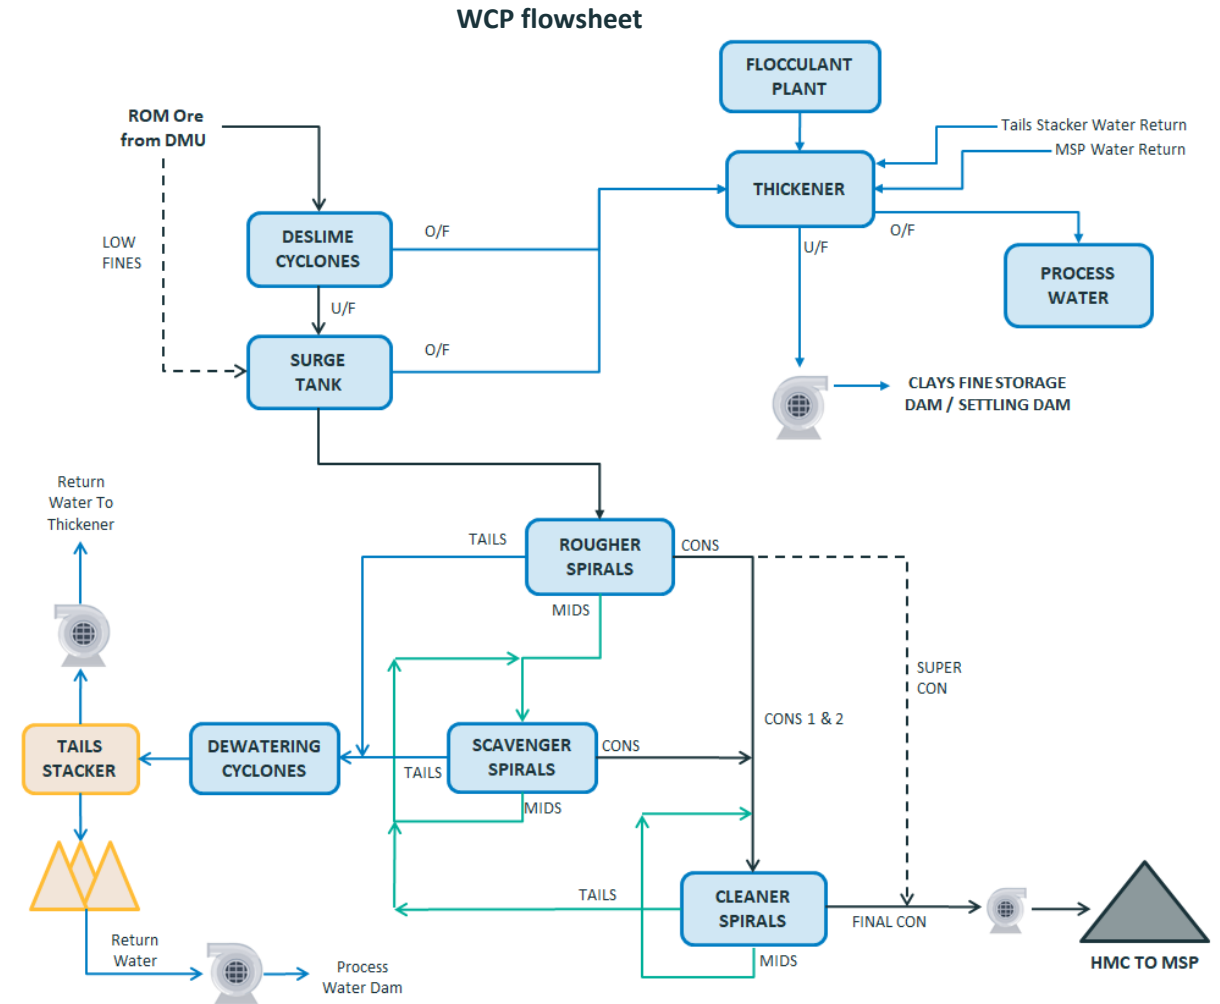 WCP flowsheet
FLOCCULANT
PLANT
ROM Ore
from DMU
Tails Stacker Water Return
MSP Water Return
THICKENER
LOW
FINES
DESLIME
CYCLONES
O/F
O/F
U/F
PROCESS
WATER
U/F
SURGE
TANK
O/F
CLAYS FINE STORAGE
DAM / SETTLING DAM
Return
Water To
Thickener
TAILS
ROUGHER
SPIRALS
CONS
MIDS
SUPER
CON
CONS 1 & 2
TAILS
STACKER
DEWATERING
CYCLONES
TAILS
SCAVENGER
SPIRALS
CONS
MIDS
TAILS
CLEANER
SPIRALS
FINAL CON
MIDS
HMC TO MSP
Return
Water
Process
Water Dam